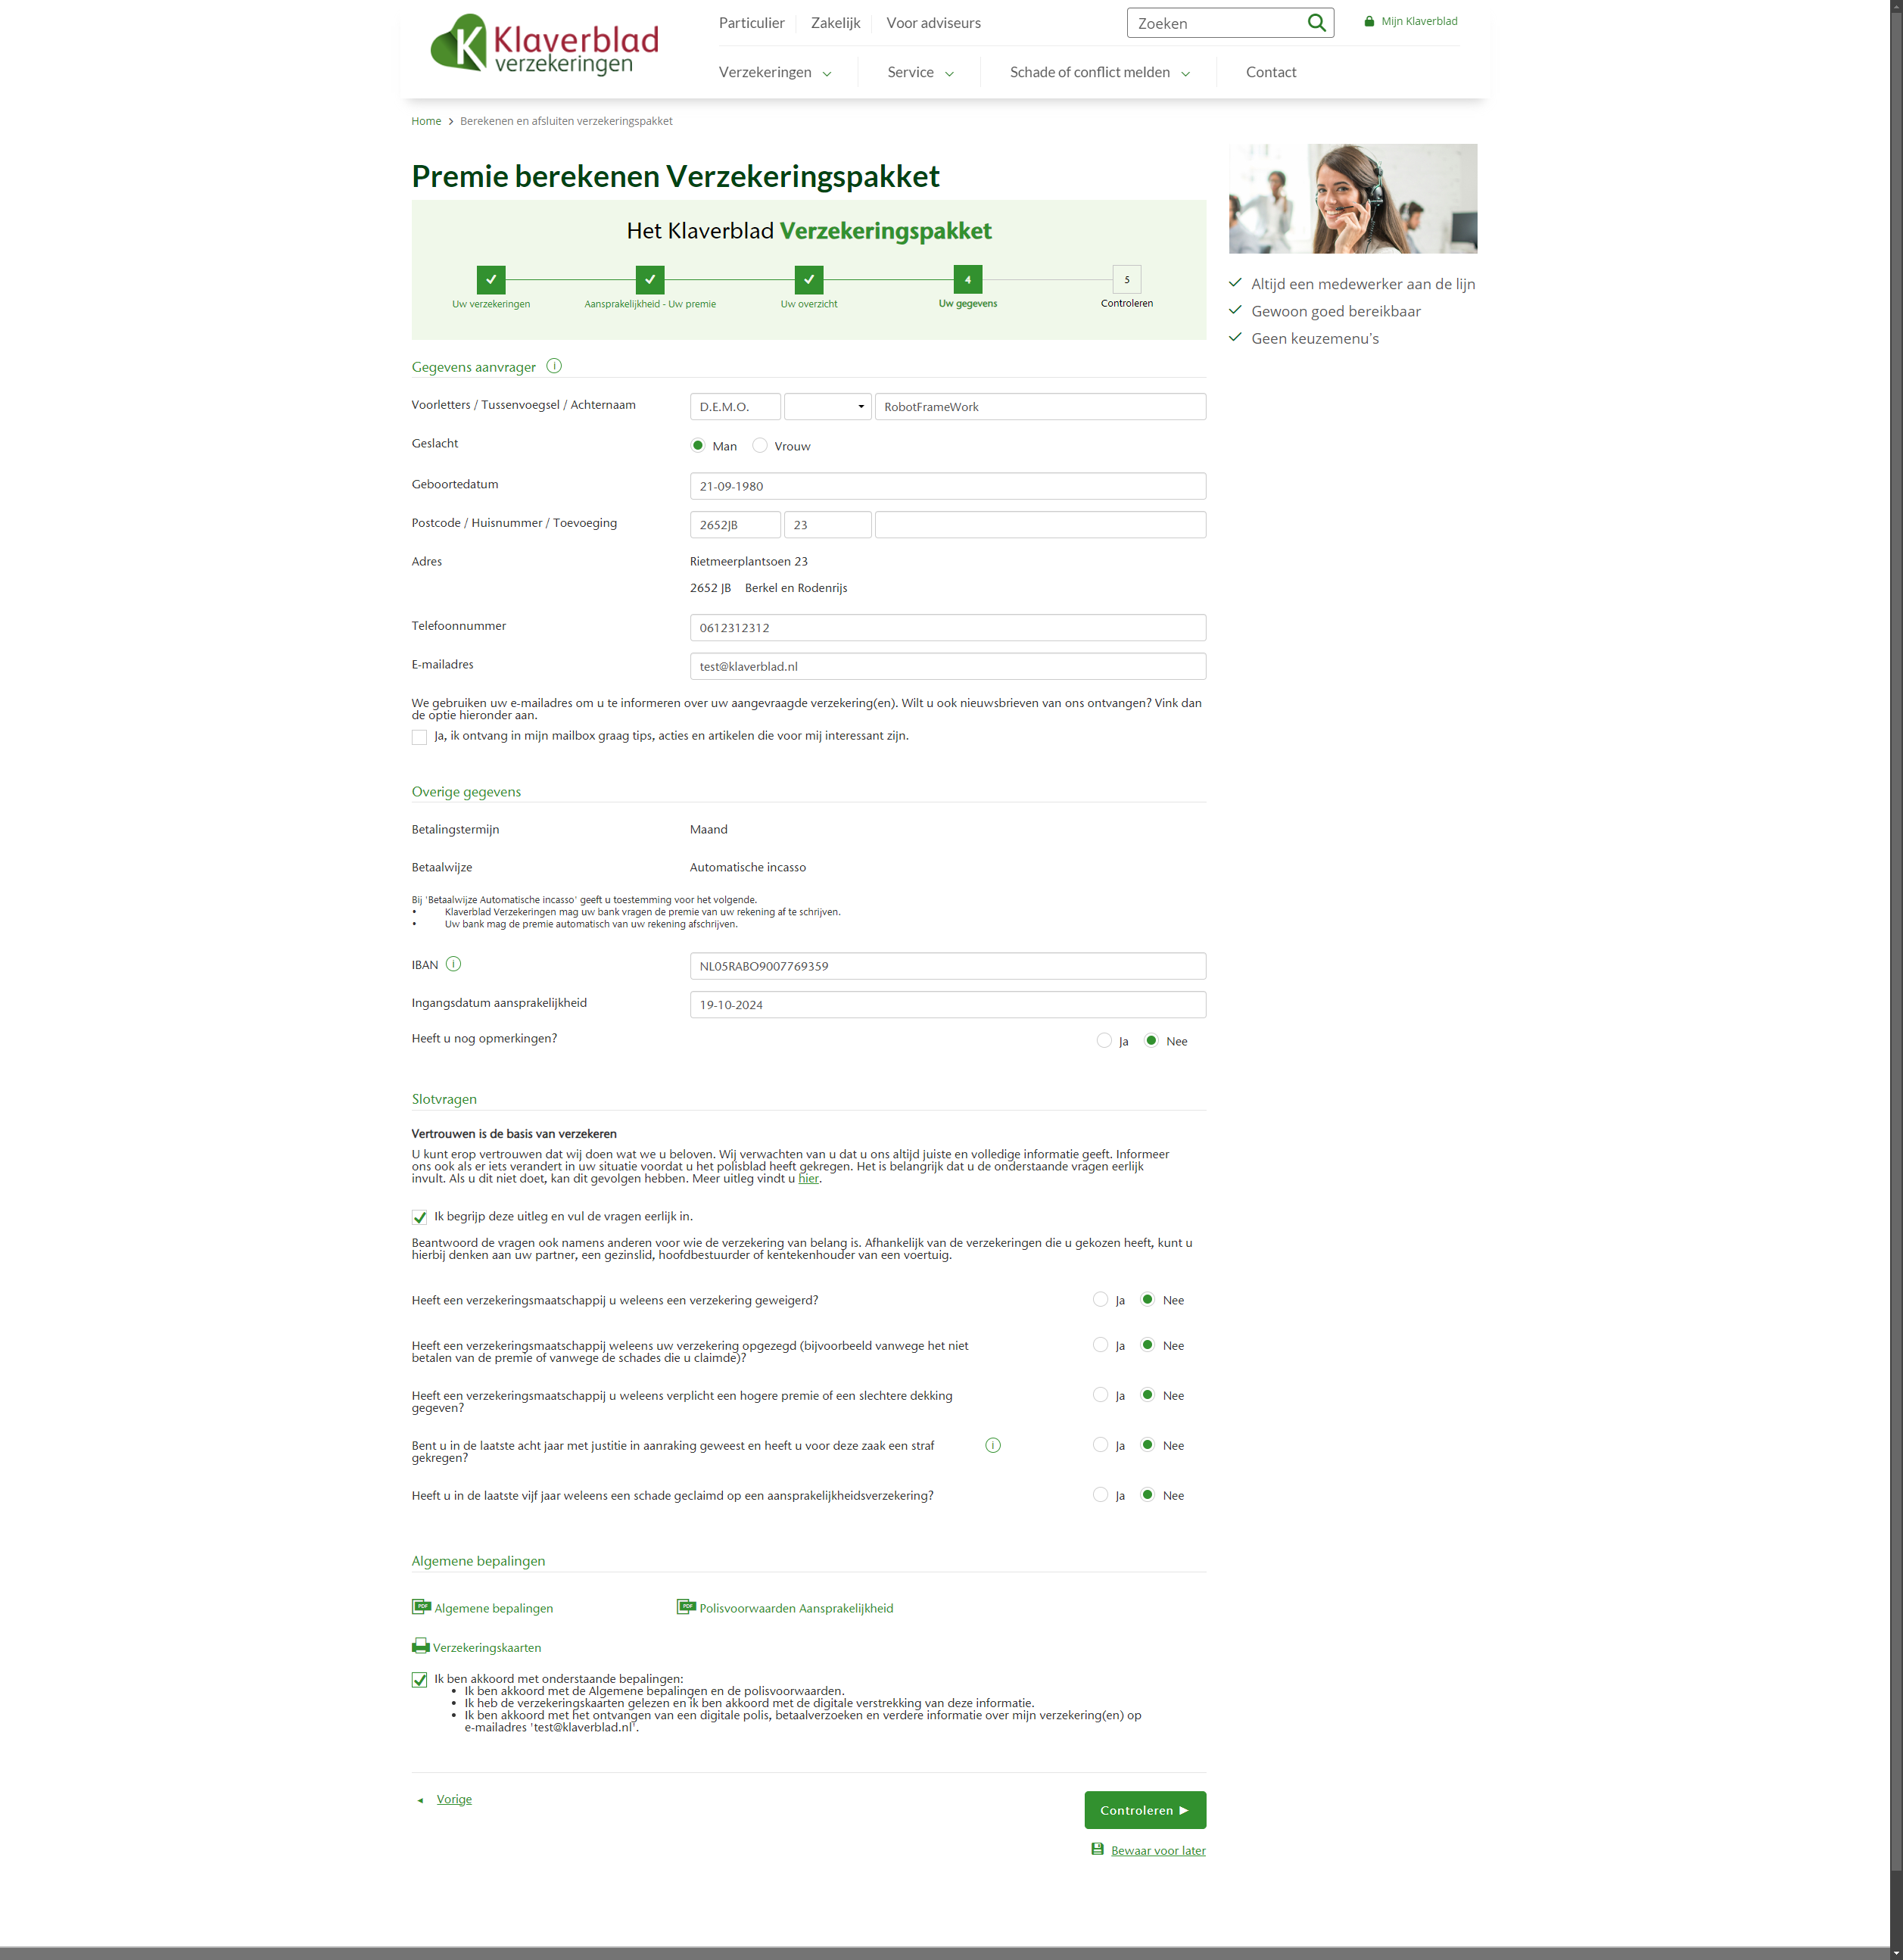 Klaverblad
verzekeringen
Particulier Zakelijk Voor adviseurs
Zoeken
Mijn Klaverblad
Verzekeringen Service Schade of conflict melden Contact
Home Berekenen en afsluiten verzekeringspakket
Premie berekenen Verzekeringspakket
Het Klaverblad Verzekeringspakket
4 5
Uw verzekeringen Aansprakelijkheid - Uw premie Uw overzicht Uw gegevens Controleren
Altijd een medewerker aan de lijn
Gewoon goed bereikbaar
Geen keuzemenu's
Gegevens aanvrager
Voorletters / Tussenvoegsel / Achternaam D.E.M.O. RobotFrameWork
Geslacht Man Vrouw
Geboortedatum 21-09-1980
Postcode / Huisnummer / Toevoeging 2652JB 23
Adres Rietmeerplantsoen 23
2652 JB Berkel en Rodenrijs
Telefoonnummer 0612312312
E-mailadres test@klaverblad.nl
We gebruiken uw e-mailadres om u te informeren over uw aangevraagde verzekering(en). Wilt u ook nieuwsbrieven van ons ontvangen? Vink dan
de optie hieronder aan.
Ja, ik ontvang in mijn mailbox graag tips, acties en artikelen die voor mij interessant zijn.
Overige gegevens
Betalingstermijn Maand
Betaalwijze Automatische incasso
Bij 'Betaalwijze Automatische incasso' geeft u toestemming voor het volgende.
• Klaverblad Verzekeringen mag uw bank vragen de premie van uw rekening af te schrijven.
• Uw bank mag de premie automatisch van uw rekening afschrijven.
IBAN NL05RABO9007769359
Ingangsdatum aansprakelijkheid 19-10-2024
Heeft u nog opmerkingen? Ja Nee
Slotvragen
Vertrouwen is de basis van verzekeren
U kunt erop vertrouwen dat wij doen wat we u beloven. Wij verwachten van u dat u ons altijd juiste en volledige informatie geeft. Informeer
ons ook als er iets verandert in uw situatie voordat u het polisblad heeft gekregen. Het is belangrijk dat u de onderstaande vragen eerlijk
invult. Als u dit niet doet, kan dit gevolgen hebben. Meer uitleg vindt u hier.
Ik begrijp deze uitleg en vul de vragen eerlijk in.
Beantwoord de vragen ook namens anderen voor wie de verzekering van belang is. Afhankelijk van de verzekeringen die u gekozen heeft, kunt u
hierbij denken aan uw partner, een gezinslid, hoofdbestuurder of kentekenhouder van een voertuig.
Heeft een verzekeringsmaatschappij u weleens een verzekering geweigerd? Ja Nee
Heeft een verzekeringsmaatschappij weleens uw verzekering opgezegd (bijvoorbeeld vanwege het niet Ja Nee
betalen van de premie of vanwege de schades die u claimde)?
Heeft een verzekeringsmaatschappij u weleens verplicht een hogere premie of een slechtere dekking Ja Nee
gegeven?
Bent u in de laatste acht jaar met justitie in aanraking geweest en heeft u voor deze zaak een straf Ja Nee
gekregen?
Heeft u in de laatste vijf jaar weleens een schade geclaimd op een aansprakelijkheidsverzekering? Ja Nee
Algemene bepalingen
PDF Algemene bepalingen PDF Polisvoorwaarden Aansprakelijkheid
Verzekeringskaarten
Ik ben akkoord met onderstaande bepalingen:
• Ik ben akkoord met de Algemene bepalingen en de polisvoorwaarden.
• Ik heb de verzekeringskaarten gelezen en ik ben akkoord met de digitale verstrekking van deze informatie.
• Ik ben akkoord met het ontvangen van een digitale polis, betaalverzoeken en verdere informatie over mijn verzekering(en) op
e-mailadres 'test@klaverblad.nl'.
Vorige
Controleren
Bewaar voor later